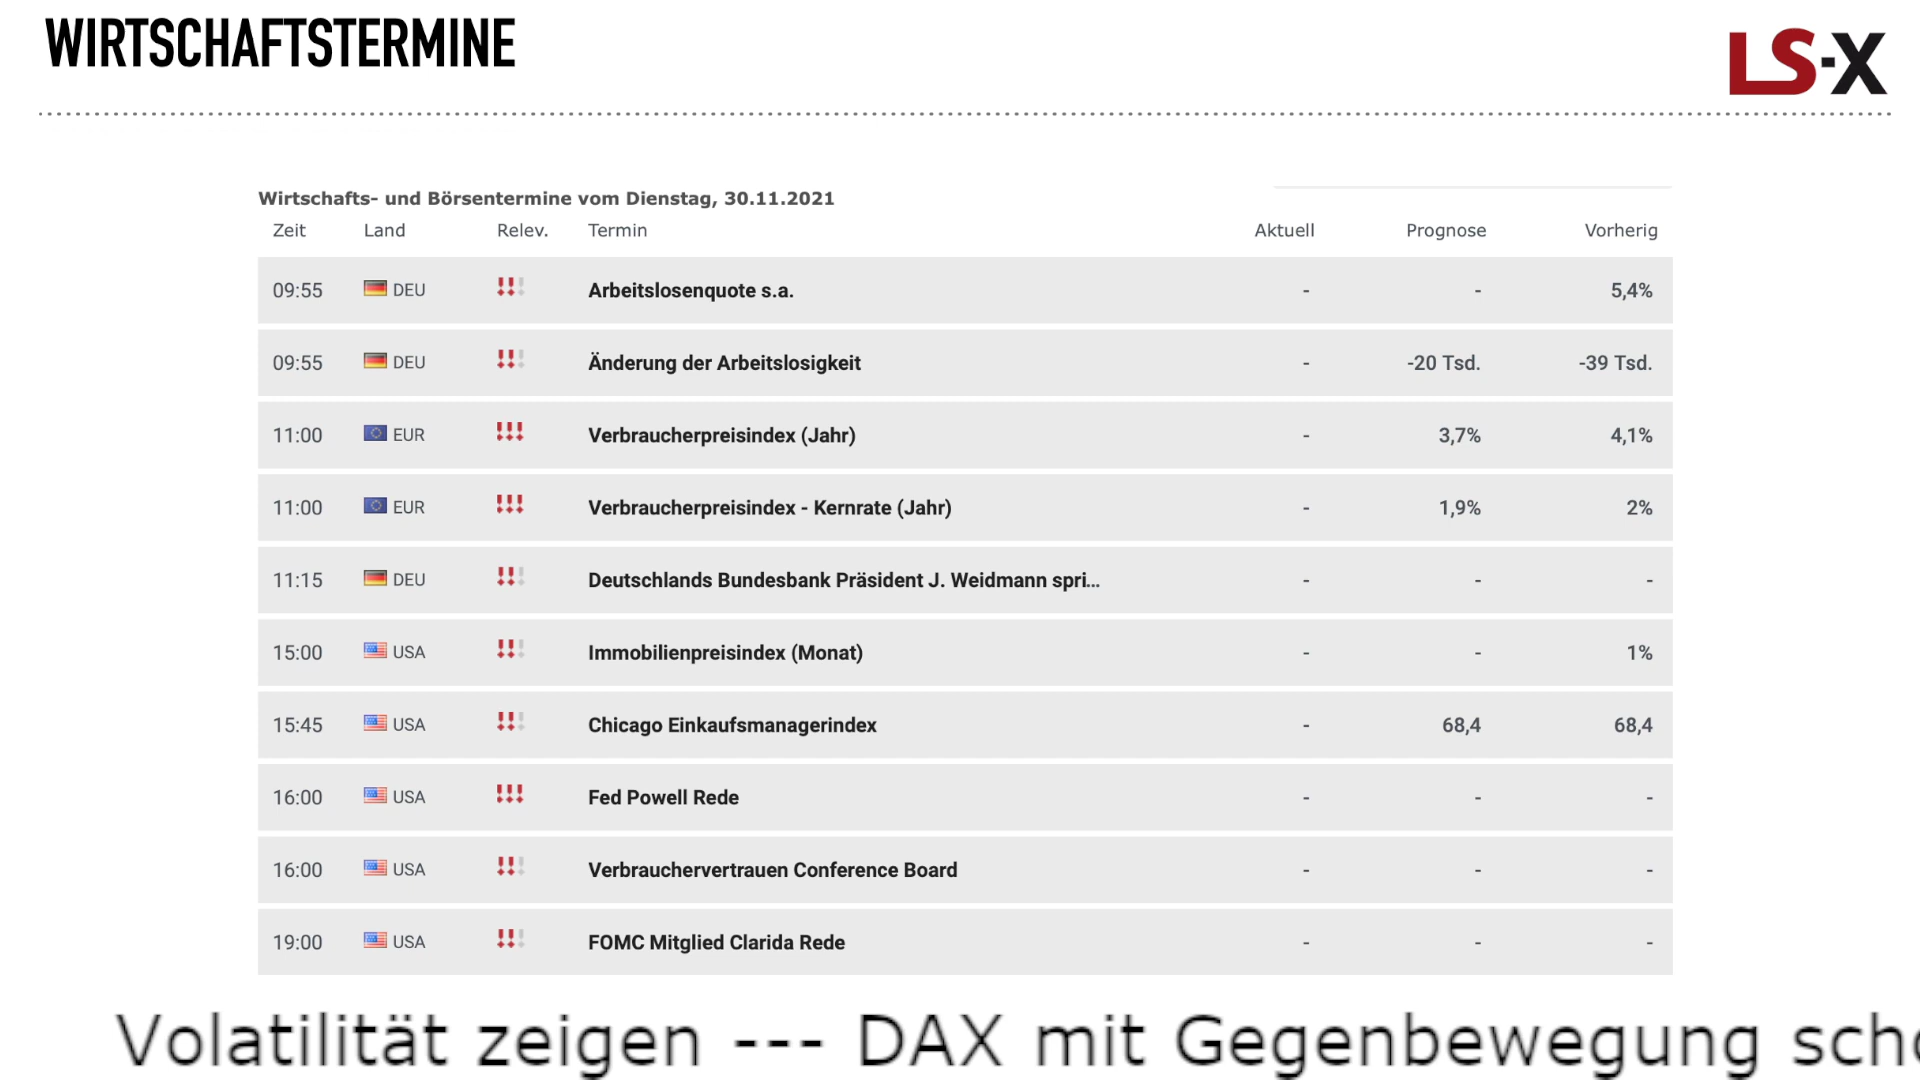 WIRTSCHAFTSTERMINE
LS-X
Wirtschafts- und Börsentermine vom Dienstag, 30.11.2021
Zeit Land Relev. Termin Aktuell Prognose Vorherig
09:55 DEU Arbeitslosenquote s.a. - - 5,4%
09:55 DEU Änderung der Arbeitslosigkeit - -20 Tsd. -39 Tsd.
11:00 EUR Verbraucherpreisindex (Jahr) - 3,7% 4,1%
11:00 EUR Verbraucherpreisindex - Kernrate (Jahr) - 1,9% 2%
11:15 DEU Deutschlands Bundesbank Präsident J. Weidmann spri... - - -
15:00 USA Immobilienpreisindex (Monat) - - 1%
15:45 USA Chicago Einkaufsmanagerindex - 68,4 68,4
16:00 USA Fed Powell Rede - - -
16:00 USA Verbrauchervertrauen Conference Board - - -
19:00 USA FOMC Mitglied Clarida Rede - - -
Volatilität zeigen --- DAX mit Gegenbewegung